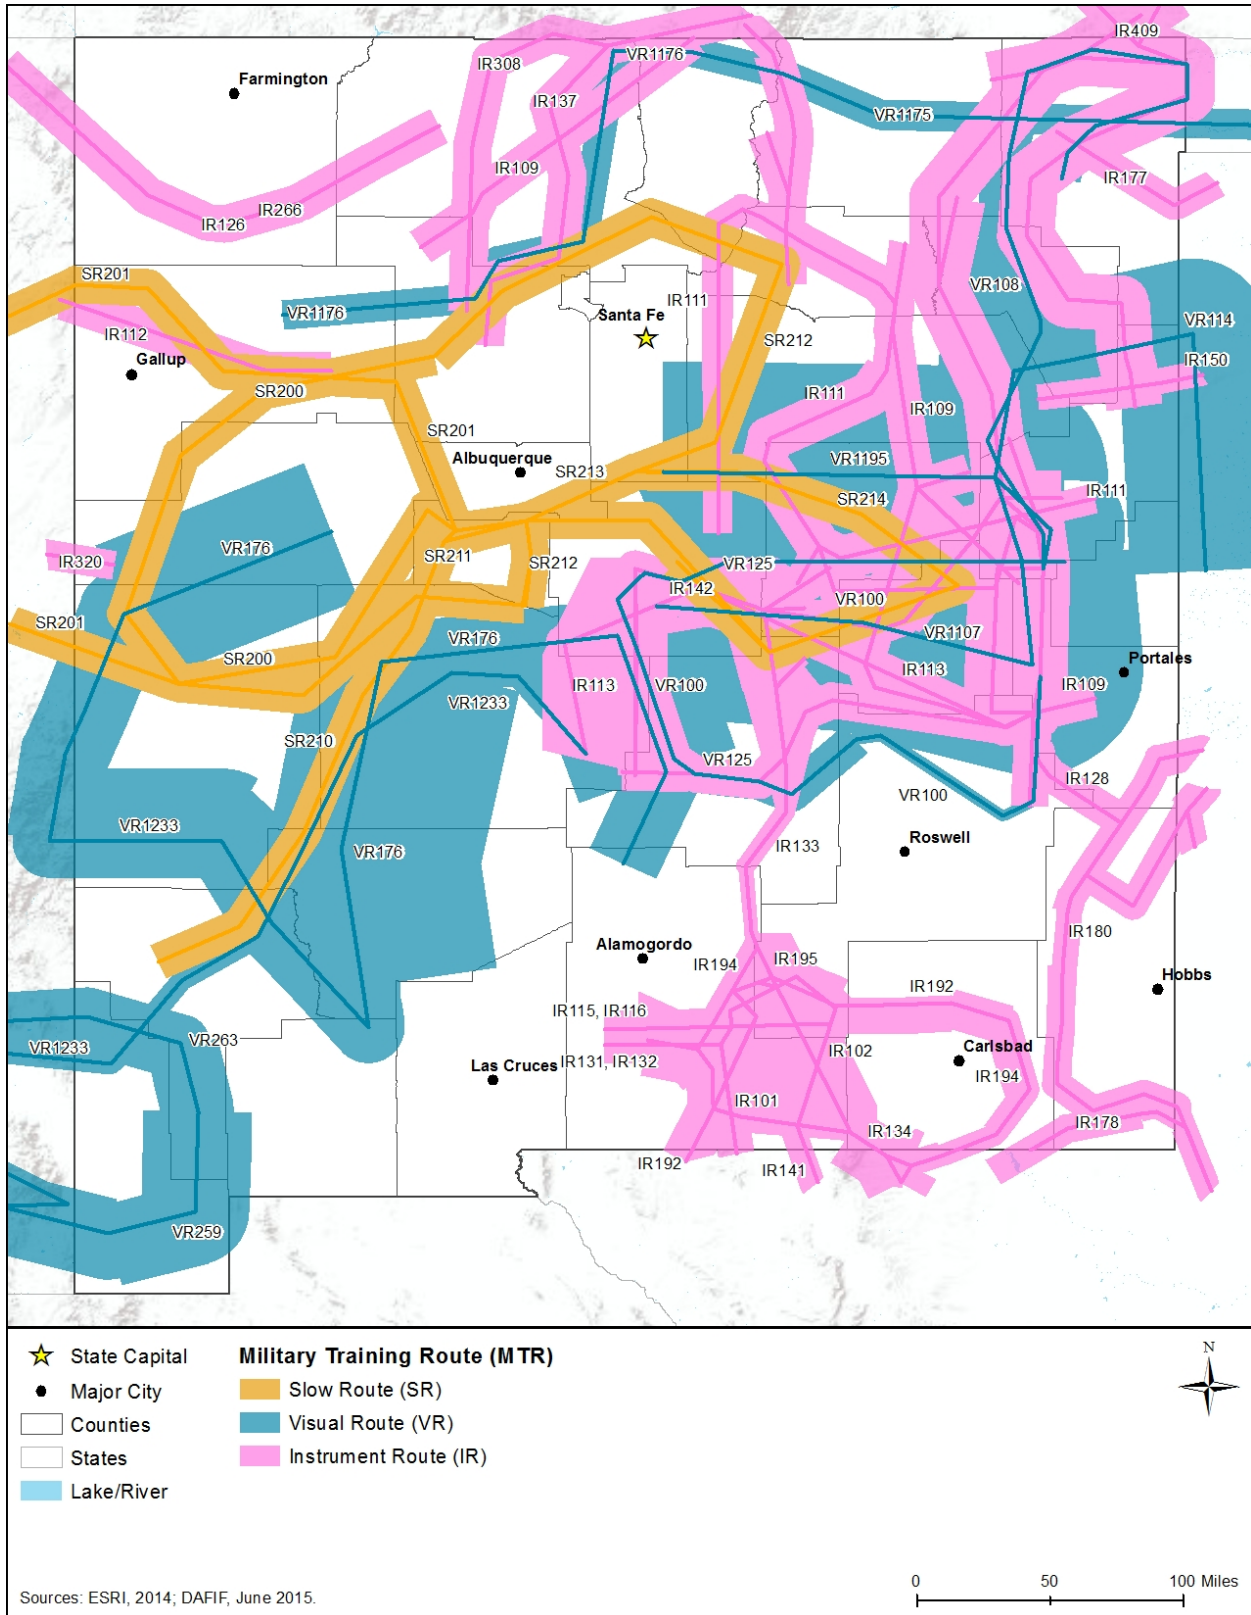 IR409
VR1176
IR308
Farmington
IR137
VR1175
IR109
IR177
IR266
IR126
SR201
VR108
IR111
VR1176
Santa Fe
VR114
IR112
SR212
Gallup
IR150
SR200
IR111
IR109
SR201
Albuquerque
VR1195
SR213
IR111
SR214
VR176
SR211
SR212
IR320
VR125
IR142
VR100
SR201
VR1107
VR176
SR200
Portales
IR113
IR113
VR100
IR109
VR1233
SR210
VR125
IR128
VR100
VR1233
Roswell
IR133
VR176
IR180
Alamogordo
IR195
IR194
Hobbs
IR192
IR115, IR116
VR263
VR1233
Carlsbad
IR102
Las Cruces
IR131, IR132
IR194
IR101
IR178
IR134
IR192
IR141
VR259
State Capital
Major City
Counties
States
Lake/River
Military Training Route (MTR)
Slow Route (SR)
Visual Route (VR)
Instrument Route (IR)
N
0 50 100 Miles
Sources: ESRI, 2014; DAFIF, June 2015.